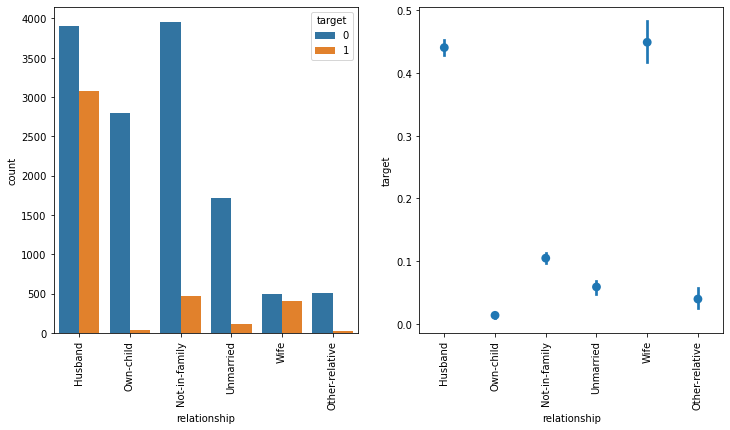 target
0
1
4000
3500
3000
2500
2000
1500
1000
500
0
count
Husband
Own-child
Not-in-family
Unmarried
Wife
Other-relative
relationship
0.5
0.4
0.3
0.2
0.1
0.0
target
Husband
Own-child
Not-in-family
Unmarried
Wife
Other-relative
relationship